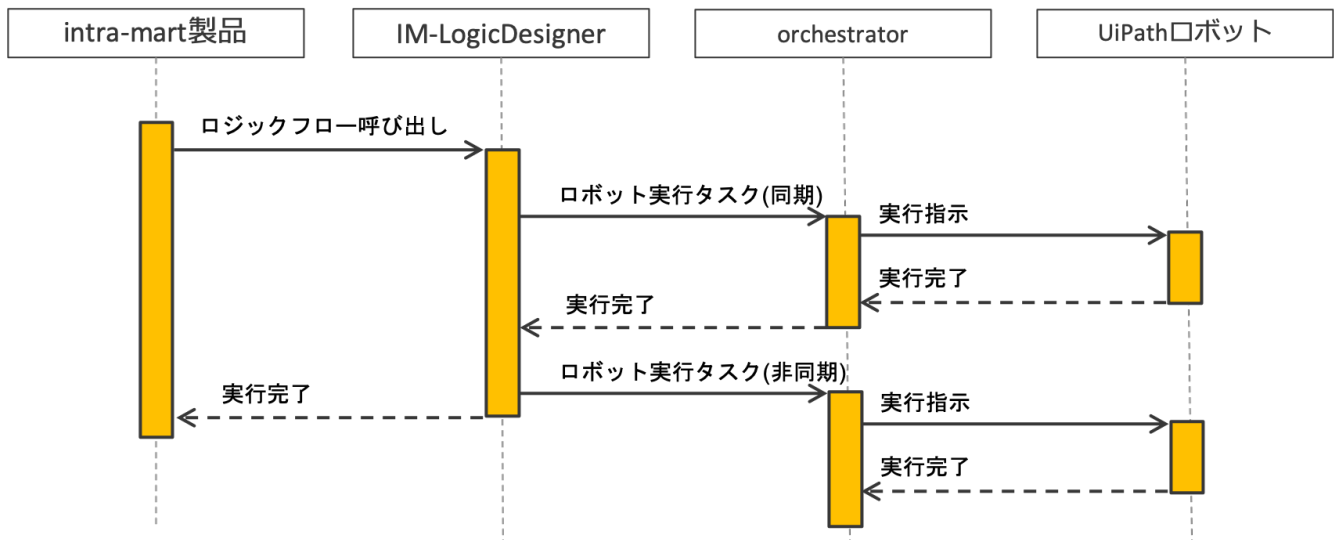 intra-mart製品
IM-LogicDesigner
orchestrator
UiPathロボット
ロジックフロー呼び出し
ロボット実行タスク(同期)
実行指示
実行完了
実行完了
ロボット実行タスク(非同期)
実行完了
実行指示
実行完了